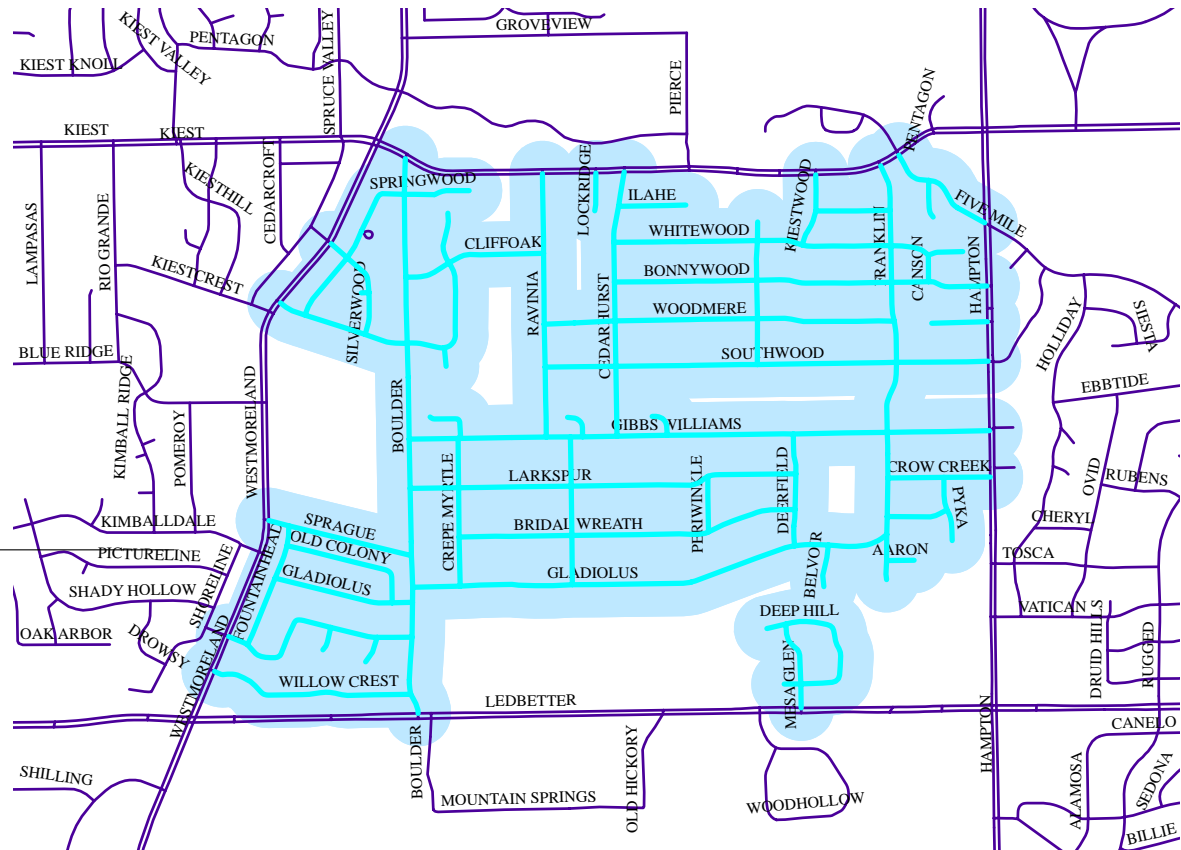 GROVEVIEW
KIEST VALLEY
PENTAGON
SPRUCE VALLEY
KIEST KNOLL
PIERCE
PENTAGON
KIEST
KIEST
CEDARCROFT
KIESTHILL
SPRINGWOOD
LOCKRIDGE
ILAHE
KIESTWOOD
FRANKLIN
FIVE MILE
LAMPASAS
RIO GRANDE
CLIFFOAK
WHITEWOOD
CANSON
HAMPTON
KIESTCREST
BONNYWOOD
SILVERWOOD
RAVINIA
CEDAR HURST
WOODMERE
HOLLIDAY
SIESTA
BLUE RIDGE
SOUTHWOOD
EBBTIDE
KIMBALL RIDGE
POMEROY
WESTMORELAND
BOULDER
GIBBS WILLIAMS
CREPE MYRTLE
LARKSPUR
PERIWINKLE
DEERFIELD
CROW CREEK
OVID
RUBENS
PYKA
KIMBALLDALE
SPRAGUE
BRIDAL WREATH
CHERYL
OLD COLONY
PICTURELINE
SHORELINE
FOUNTAINHEAD
BELVOIR
AARON
TOSCA
GLADIOLUS
GLADIOLUS
SHADY HOLLOW
DEEP HILL
VATICAN
DRUID HILLS
RUGGED
OAK ARBOR
DROWSY
WESTMORELAND
MESA GLEN
WILLOW CREST
LEDBETTER
HAMPTON
CANELO
BOULDER
OLD HICKORY
SHILLING
MOUNTAIN SPRINGS
WOODHOLLOW
ALAMOSA
SEDONA
BILLIE